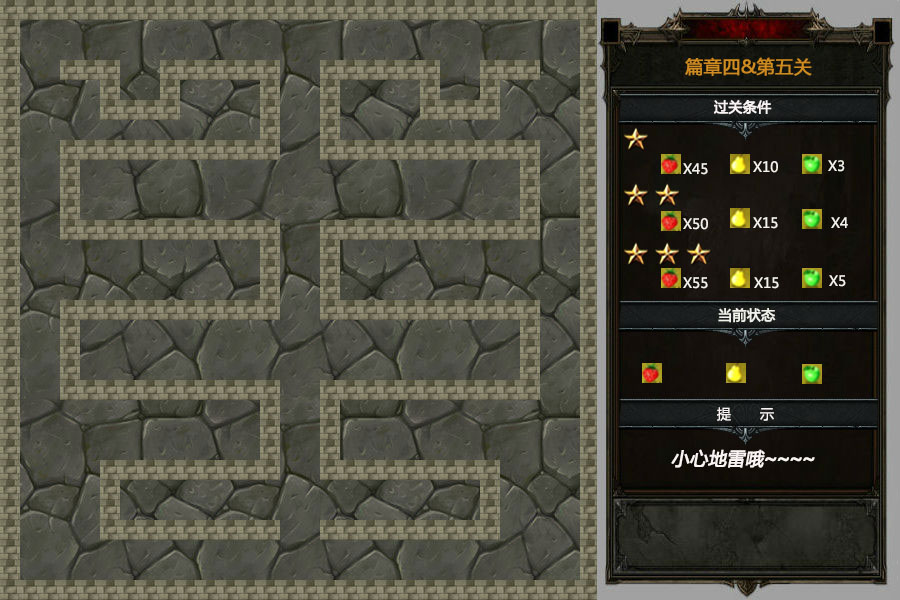 篇章四&第五关
过关条件
X45 X10 X3
X50 X15 X4
X55 X15 X5
当前状态
提 示
小心地雷哦~~~~